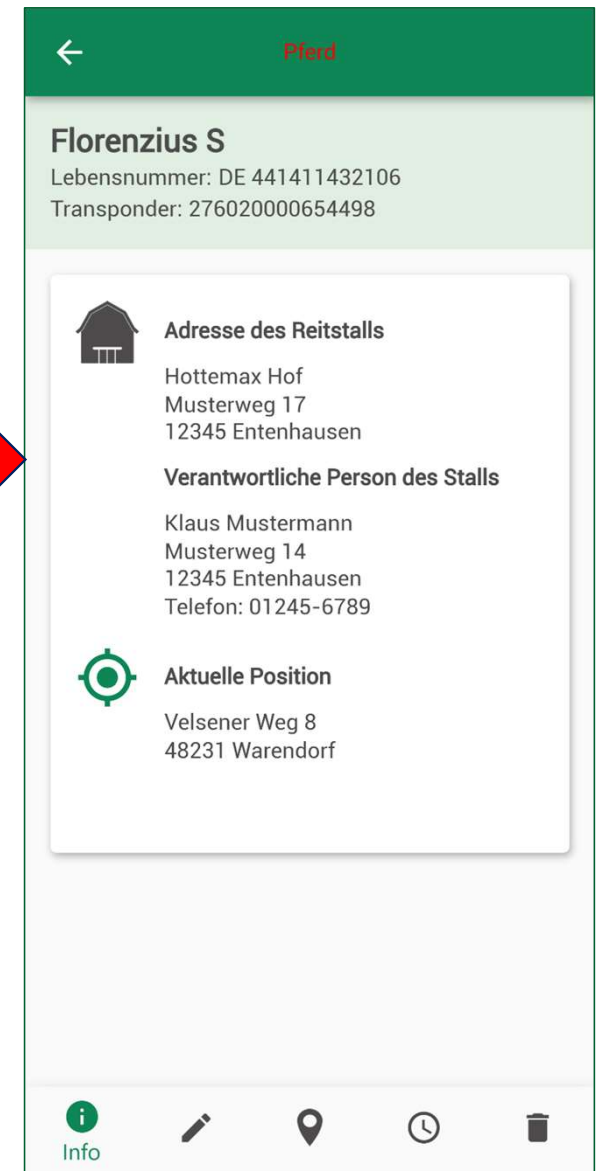 Pferd
Florenzius S
Lebensnummer: DE 441411432106
Transponder: 276020000654498
Adresse des Reitstalls
Hottemax Hof
Musterweg 17
12345 Entenhausen
Verantwortliche Person des Stalls
Klaus Mustermann
Musterweg 14
12345 Entenhausen
Telefon: 01245-6789
Aktuelle Position
Velsener Weg 8
48231 Warendorf
Info